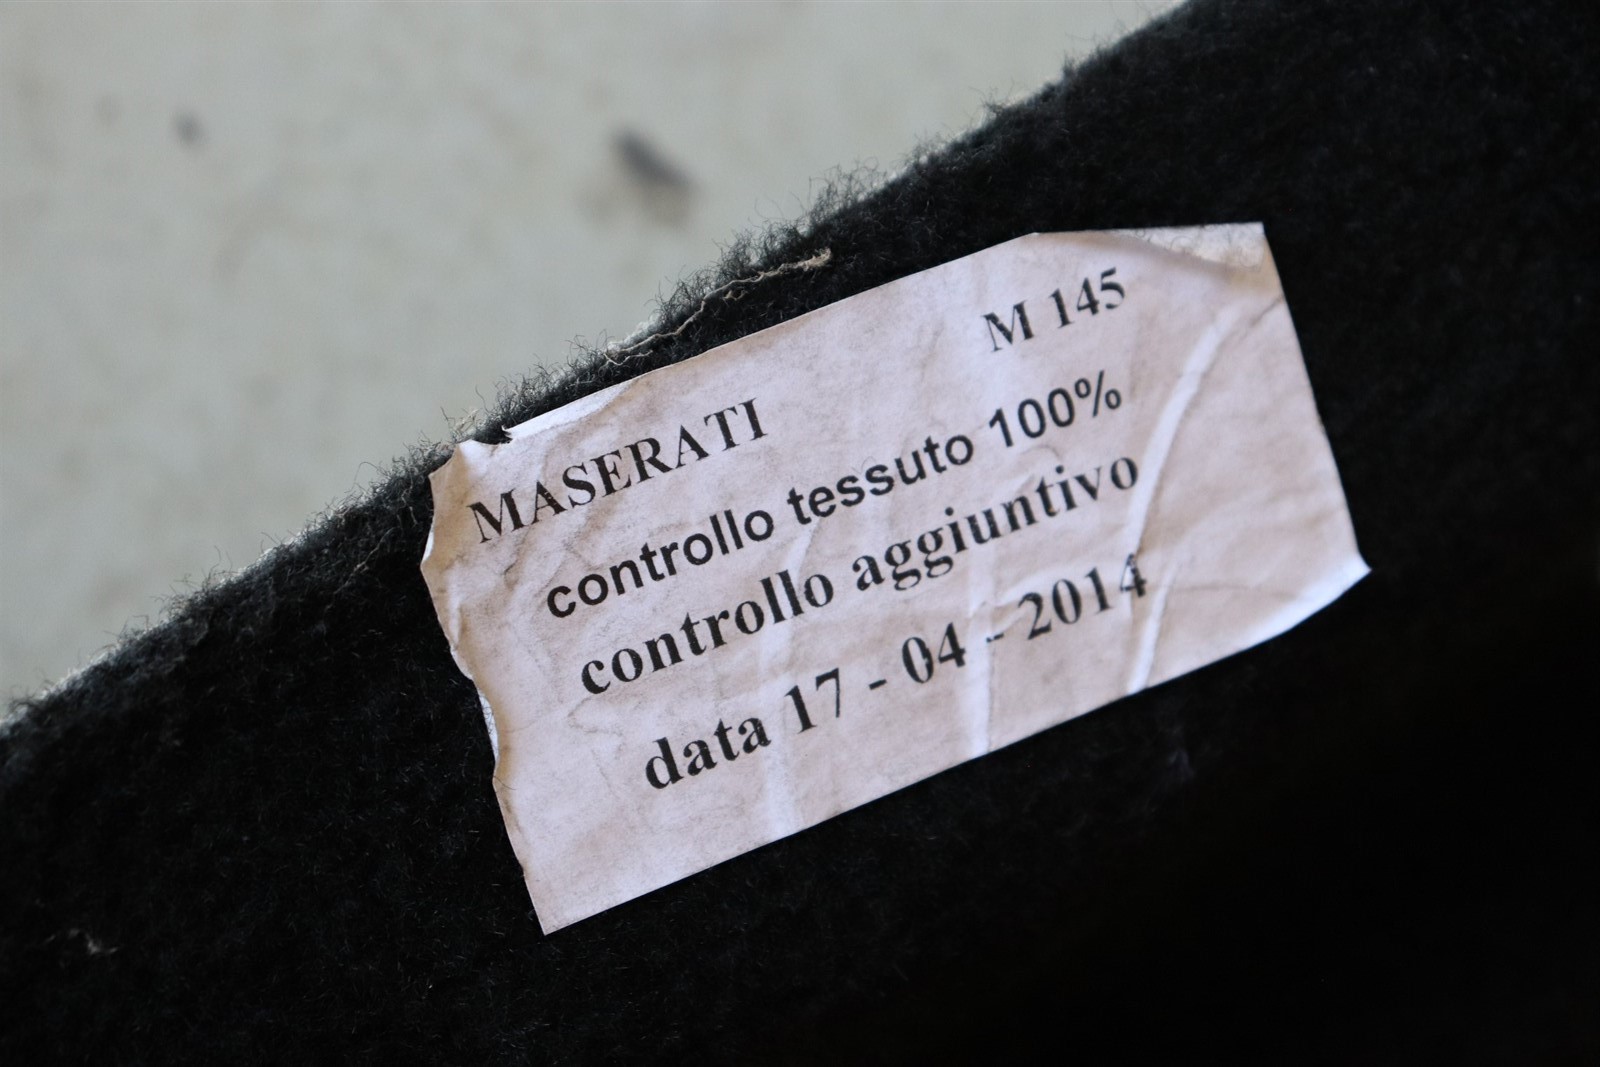 MASERATI M 145
controllo tessuto 100%
controllo aggiuntivo
data 17 - 04 - 2014